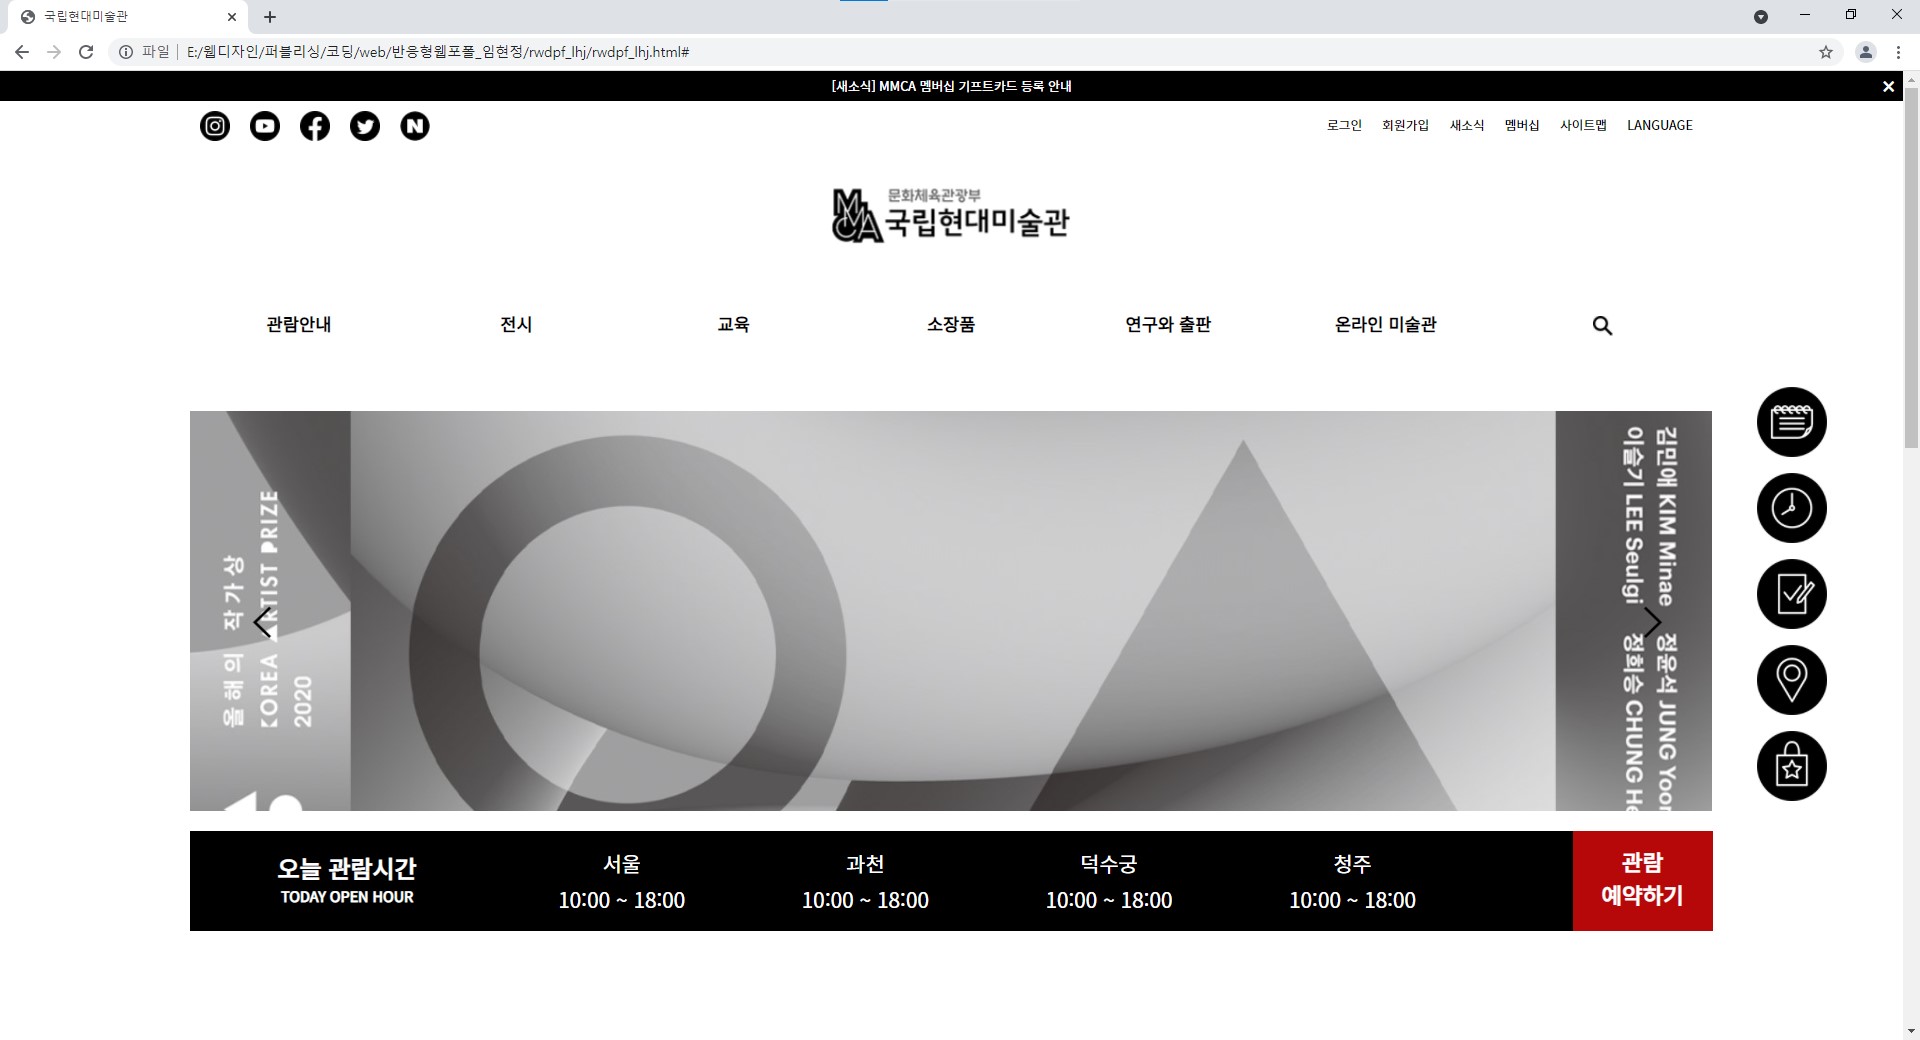 국립현대미술관
파일
E:/웹디자인/퍼블리싱/코딩/web/반응형웹포폴_임현정/rwdpf_lhj/rwdpf_lhj.html#
[새소식] MMCA 멤버십 기프트카드 등록 안내
로그인 회원가입 새소식 멤버십 사이트맵 LANGUAGE
MMCA
문화체육관광부
국립현대미술관
관람안내 전시 교육 소장품 연구와 출판 온라인 미술관
올해의 작가상
KOREA ARTIST PRIZE
2020
김민애 KIM Minae 정윤석 JUNG Yoon
이슬기 LEE Seulgi 정희승 CHUNG He
오늘 관람시간
TODAY OPEN HOUR
서울
10:00 ~ 18:00
과천
10:00 ~ 18:00
덕수궁
10:00 ~ 18:00
청주
10:00 ~ 18:00
관람
예약하기